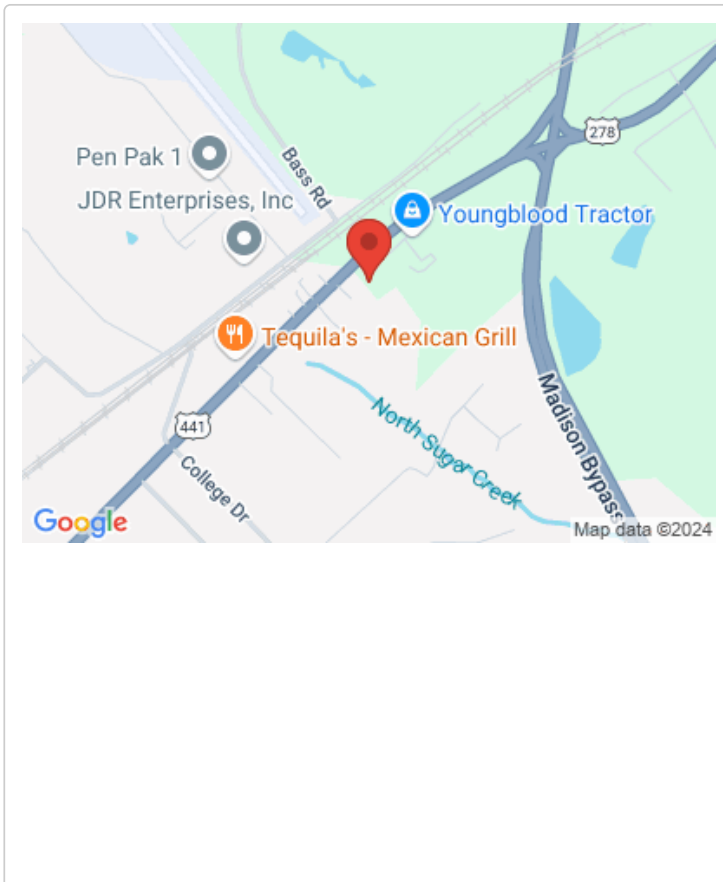 278
Pen Pak 1
Bass Rd
JDR Enterprises, Inc
Youngblood Tractor
Tequila's - Mexican Grill
Madison Bypass
North Sugar Creek
441
College Dr
Google
Map data ©2024